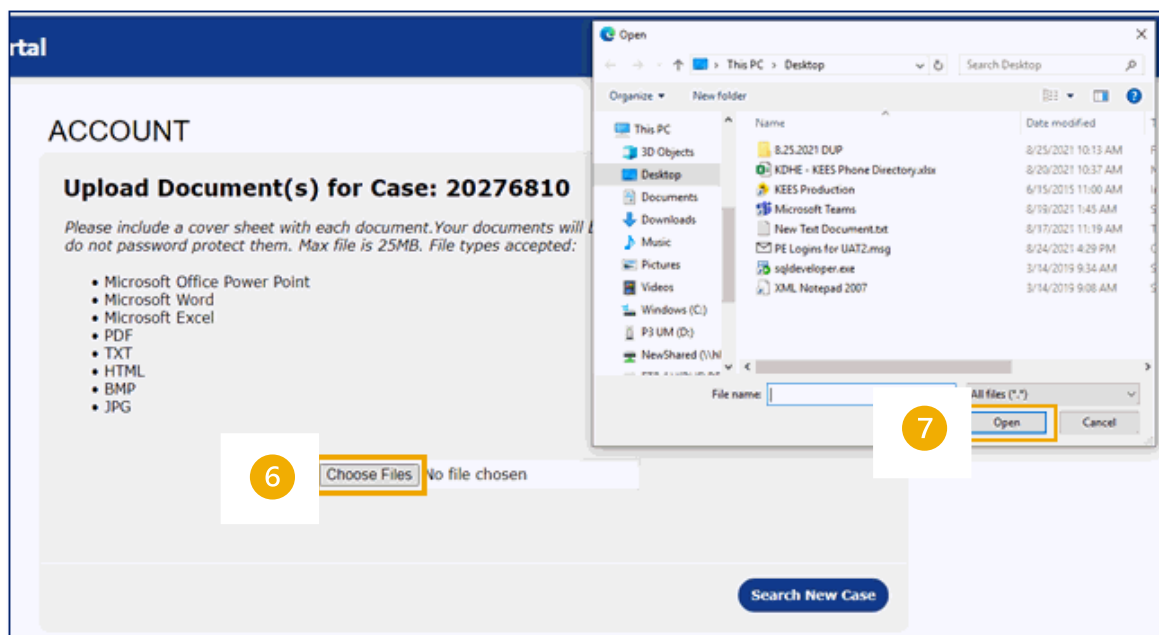 rtal
ACCOUNT
Upload Document(s) for Case: 20276810
Please include a cover sheet with each document.Your documents will
do not password protect them. Max file is 25MB. File types accepted:
• Microsoft Office Power Point
• Microsoft Word
• Microsoft Excel
• PDF
• TXT
• HTML
• BMP
• JPG
6
Choose Files No file chosen
Search New Case
Open
This PC > Desktop
Search Desktop
Organize
New folder
This PC
3D Objects
Desktop
Documents
Downloads
Music
Pictures
Videos
Windows (C:)
P3 UM (D:)
NewShared (\\hl
Name Date modified
8.25.2021 DUP 8/25/2021 10:13 AM
KDHE - KEES Phone Directory.xlsx 8/20/2021 10:37 AM
KEES Production 6/15/2015 11:00 AM
Microsoft Teams 8/19/2021 1:45 AM
New Text Document.txt 8/17/2021 11:19 AM
PE Logins for UAT2.msg 8/24/2021 4:29 PM
sqldeveloper.exe 3/14/2019 9:34 AM
XML Notepad 2007 3/14/2019 9:08 AM
File name:
All files (*.*)
7
Open
Cancel